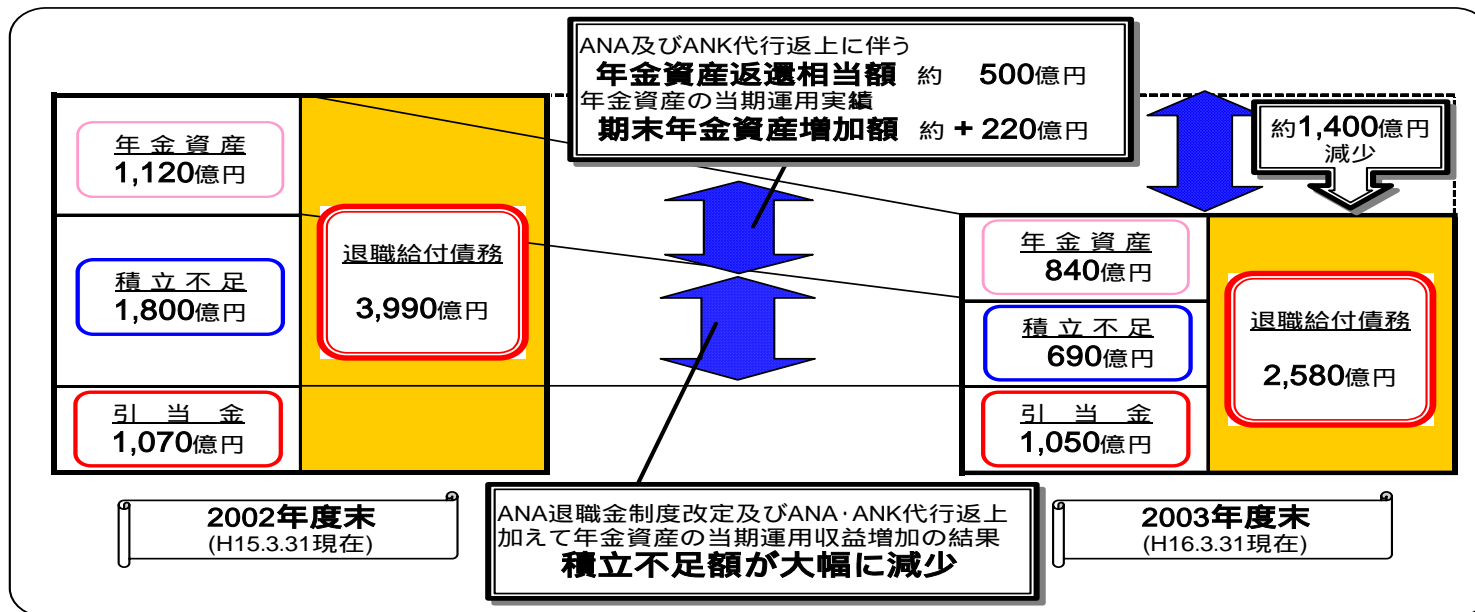 ANA及びANK代行返上に伴う
年金資産返還相当額 約 500億円
年金資産の当期運用実績
期末年金資産増加額 約 + 220億円
約1,400億円
減少
年金資産
1,120億円
積立不足
1,800億円
引当金
1,070億円
退職給付債務
3,990億円
年金資産
840億円
積立不足
690億円
引当金
1,050億円
退職給付債務
2,580億円
2002年度末
(H15.3.31現在)
ANA退職金制度改定及びANA・ANK代行返上
加えて年金資産の当期運用収益増加の結果
積立不足額が大幅に減少
2003年度末
(H16.3.31現在)